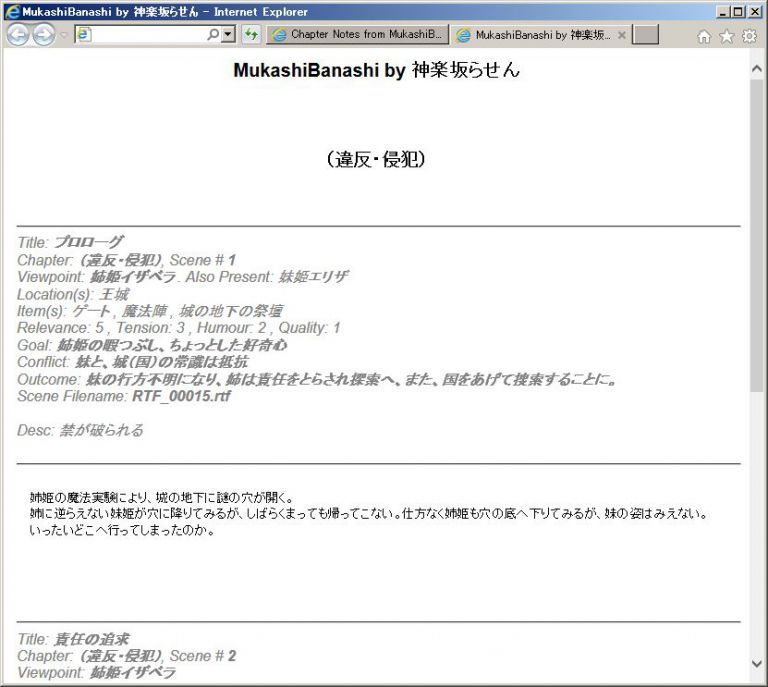 MukashiBanashi by 神楽坂らせん - Internet Explorer
Chapter Notes from MukashiB...
MukashiBanashi by 神楽坂...
MukashiBanashi by 神楽坂らせん
（違反・侵犯）
Title: プロローグ
Chapter: （違反・侵犯）, Scene # 1
Viewpoint: 姉姫イザベラ. Also Present: 妹姫エリザ
Location(s): 王城
Item(s): ゲート , 魔法陣 , 城の地下の祭壇
Relevance: 5 , Tension: 3 , Humour: 2 , Quality: 1
Goal: 姉姫の暇つぶし、ちょっとした好奇心
Conflict: 妹と、城（国）の常識は抵抗
Outcome: 妹の行方不明になり、姉は責任をとらされ探索へ、また、国をあげて捜索することに。
Scene Filename: RTF_00015.rtf
Desc: 禁が破られる
姉姫の魔法実験により、城の地下に謎の穴が開く。
姉に逆らえない妹姫が穴に降りてみるが、しばらくまっても帰ってこない。仕方なく姉姫も穴の底へ下りてみるが、妹の姿はみえない。
いったいどこへ行ってしまったのか。
Title: 責任の追求
Chapter: （違反・侵犯）, Scene # 2
Viewpoint: 姉姫イザベラ